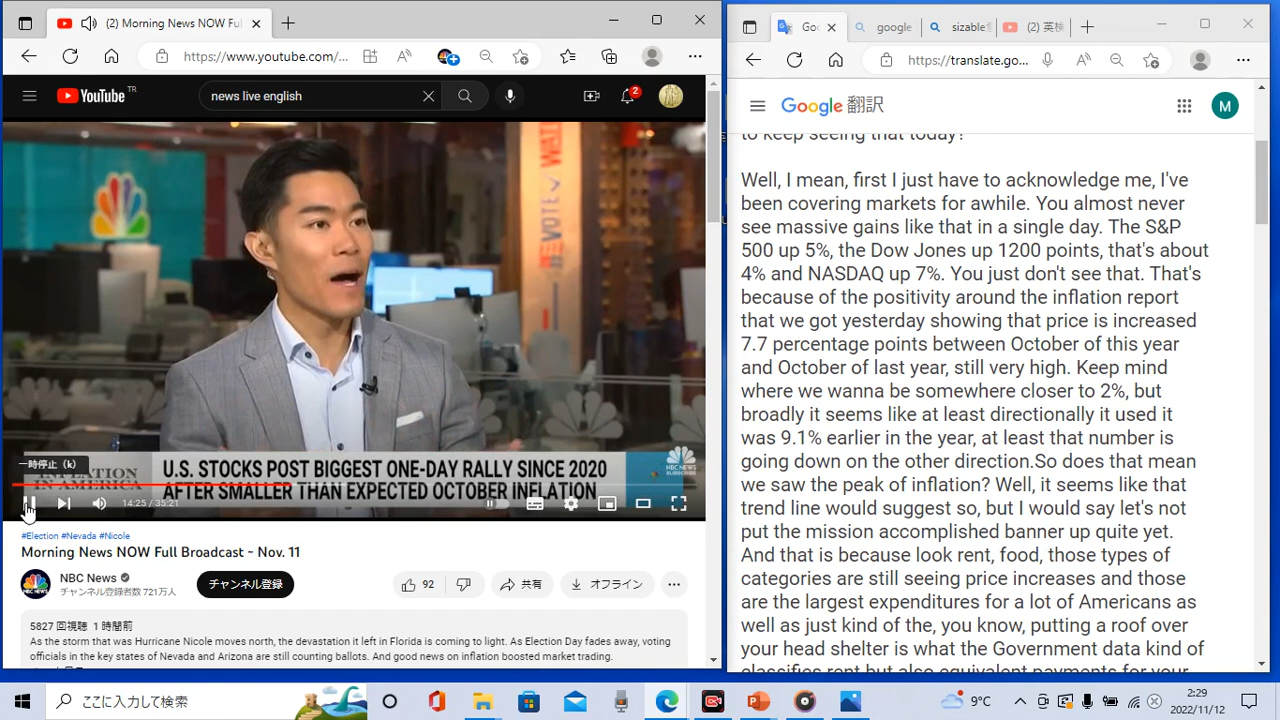 (2) Morning News NOW Ful
https://www.youtube.com/...
YouTube TR
news live english
2
VOTE WATC
一時停止 (k)
INFLATION
IN AMERICA
U.S. STOCKS POST BIGGEST ONE-DAY RALLY SINCE 2020
AFTER SMALLER THAN EXPECTED OCTOBER INFLATION
NBC NEWS
SUBSCRIBE
14:25 / 35:21
#Election #Nevada #Nicole
Morning News NOW Full Broadcast - Nov. 11
NBC News
チャンネル登録者数 721万人
チャンネル登録
92
共有
オフライン
5827 回視聴 1 時間前
As the storm that was Hurricane Nicole moves north, the devastation it left in Florida is coming to light. As Election Day fades away, voting
officials in the key states of Nevada and Arizona are still counting ballots. And good news on inflation boosted market trading.
Goo
google
sizable
(2) 英検
https://translate.go...
Google 翻訳
M
to keep seeing that today?
Well, I mean, first I just have to acknowledge me, I've
been covering markets for awhile. You almost never
see massive gains like that in a single day. The S&P
500 up 5%, the Dow Jones up 1200 points, that's about
4% and NASDAQ up 7%. You just don't see that. That's
because of the positivity around the inflation report
that we got yesterday showing that price is increased
7.7 percentage points between October of this year
and October of last year, still very high. Keep mind
where we wanna be somewhere closer to 2%, but
broadly it seems like at least directionally it used it
was 9.1% earlier in the year, at least that number is
going down on the other direction.So does that mean
we saw the peak of inflation? Well, it seems like that
trend line would suggest so, but I would say let's not
put the mission accomplished banner up quite yet.
And that is because look rent, food, those types of
categories are still seeing price increases and those
are the largest expenditures for a lot of Americans as
well as just kind of the, you know, putting a roof over
your head shelter is what the Government data kind of
classifies rent but also equivalent payments for your
ここに入力して検索
9°C
2:29
2022/11/12